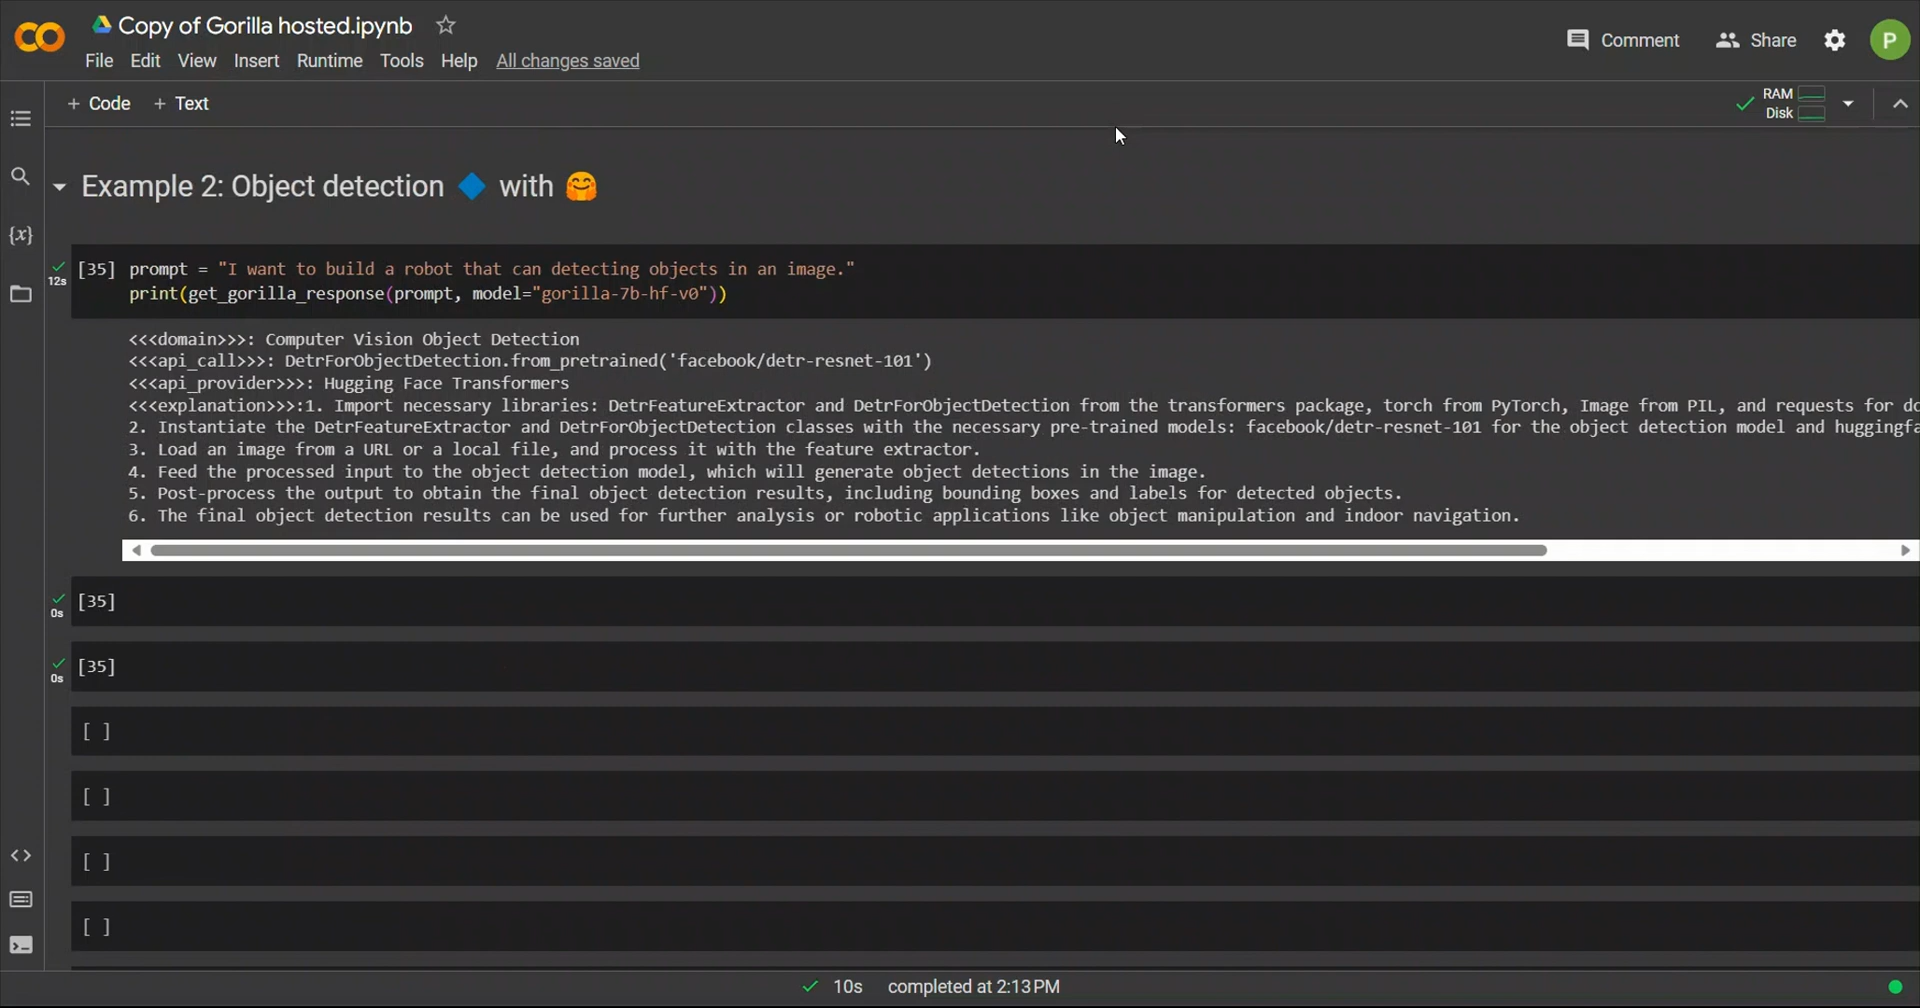 Copy of Gorilla hosted.ipynb
File Edit View Insert Runtime Tools Help All changes saved
Comment Share P
+ Code + Text
RAM
Disk
Example 2: Object detection 🔷 with 🤗
{x}
12s
[35] prompt = "I want to build a robot that can detecting objects in an image."
print(get_gorilla_response(prompt, model="gorilla-7b-hf-v0"))
<<<domain>>>: Computer Vision Object Detection
<<<api_call>>>: DetrForObjectDetection.from_pretrained('facebook/detr-resnet-101')
<<<api_provider>>>: Hugging Face Transformers
<<<explanation>>>:1. Import necessary libraries: DetrFeatureExtractor and DetrForObjectDetection from the transformers package, torch from PyTorch, Image from PIL, and requests for
2. Instantiate the DetrFeatureExtractor and DetrForObjectDetection classes with the necessary pre-trained models: facebook/detr-resnet-101 for the object detection model and huggingfa
3. Load an image from a URL or a local file, and process it with the feature extractor.
4. Feed the processed input to the object detection model, which will generate object detections in the image.
5. Post-process the output to obtain the final object detection results, including bounding boxes and labels for detected objects.
6. The final object detection results can be used for further analysis or robotic applications like object manipulation and indoor navigation.
0s [35]
0s [35]
[ ]
[ ]
[ ]
[ ]
10s completed at 2:13 PM